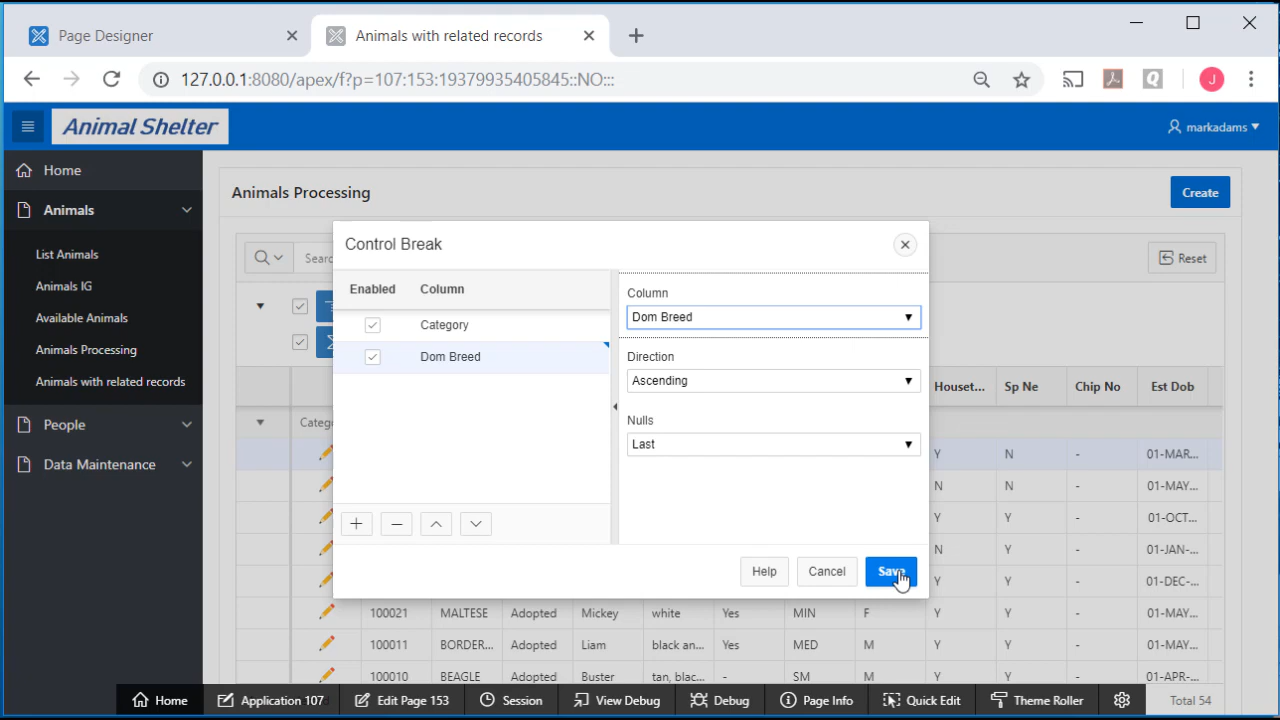 Page Designer
Animals with related records
127.0.0.1:8080/apex/f?p=107:153:19379935405845::NO:::
J
Animal Shelter
markadams
Home
Animals
List Animals
Animals IG
Available Animals
Animals Processing
Animals with related records
People
Data Maintenance
Animals Processing
Create
Reset
Control Break
Enabled Column
Category
Dom Breed
Column
Dom Breed
Direction
Ascending
Nulls
Last
Help Cancel Save
Houset... Sp Ne Chip No Est Dob
Y N - 01-MAR...
N N - 01-MAY...
Y Y - 01-OCT...
N Y - 01-JAN-...
Y Y - 01-DEC-...
100021 MALTESE Adopted Mickey white Yes MIN F Y Y - 01-MAY...
100011 BORDER... Adopted Liam black an... Yes MED M Y Y - 01-MAY...
100010 BEAGLE Adopted Buster tan, blac... - SM M Y Y - 01-APR-...
Home Application 107 Edit Page 153 Session View Debug Debug Page Info Quick Edit Theme Roller Total 54